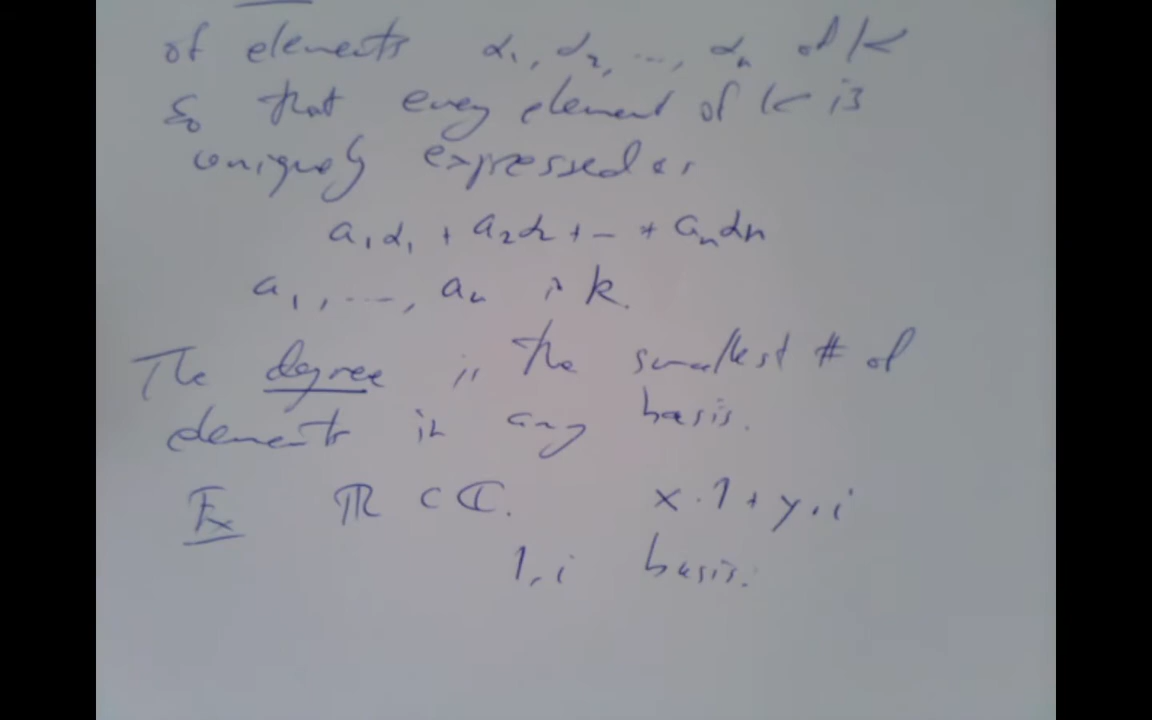 of elements α₁, α₂, ..., αₙ of K
so that every element of K is
uniquely expressed as
a₁α₁ + a₂α₂ + ... + aₙαₙ
a₁, ..., aₙ in k.
The degree is the smallest # of
elements in any basis.
Ex ℝ ⊂ ℂ. x·1 + y·i
1, i basis.